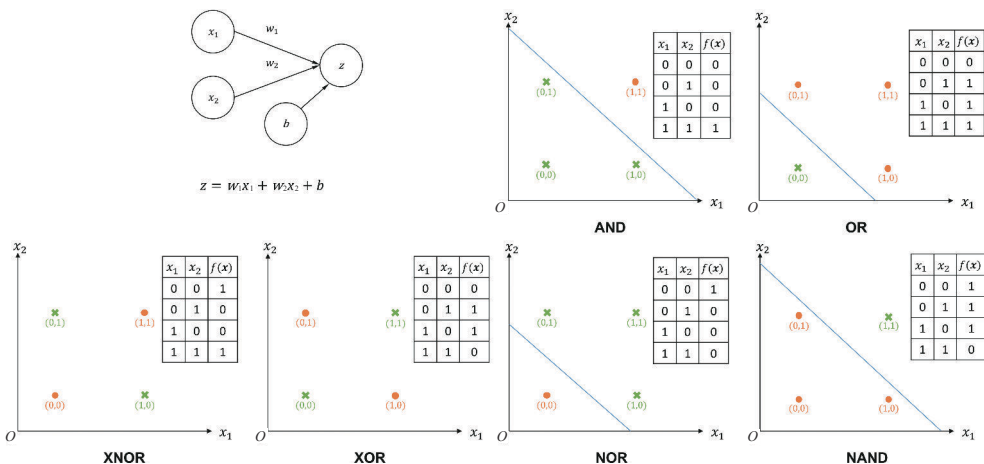 x₁
w₁
w₂
z
x₂
b
z = w₁x₁ + w₂x₂ + b
x₂
x₁ x₂ f(x)
0 0 0
0 1 0
1 0 0
1 1 1
(0,1)
(1,1)
(0,0)
(1,0)
O
x₁
AND
x₂
x₁ x₂ f(x)
0 0 0
0 1 1
1 0 1
1 1 1
(0,1)
(1,1)
(0,0)
(1,0)
O
x₁
OR
x₂
x₁ x₂ f(x)
0 0 1
0 1 0
1 0 0
1 1 1
(0,1)
(1,1)
(0,0)
(1,0)
O
x₁
XNOR
x₂
x₁ x₂ f(x)
0 0 0
0 1 1
1 0 1
1 1 0
(0,1)
(1,1)
(0,0)
(1,0)
O
x₁
XOR
x₂
x₁ x₂ f(x)
0 0 1
0 1 0
1 0 0
1 1 0
(0,1)
(1,1)
(0,0)
(1,0)
O
x₁
NOR
x₂
x₁ x₂ f(x)
0 0 1
0 1 1
1 0 1
1 1 0
(0,1)
(1,1)
(0,0)
(1,0)
O
x₁
NAND